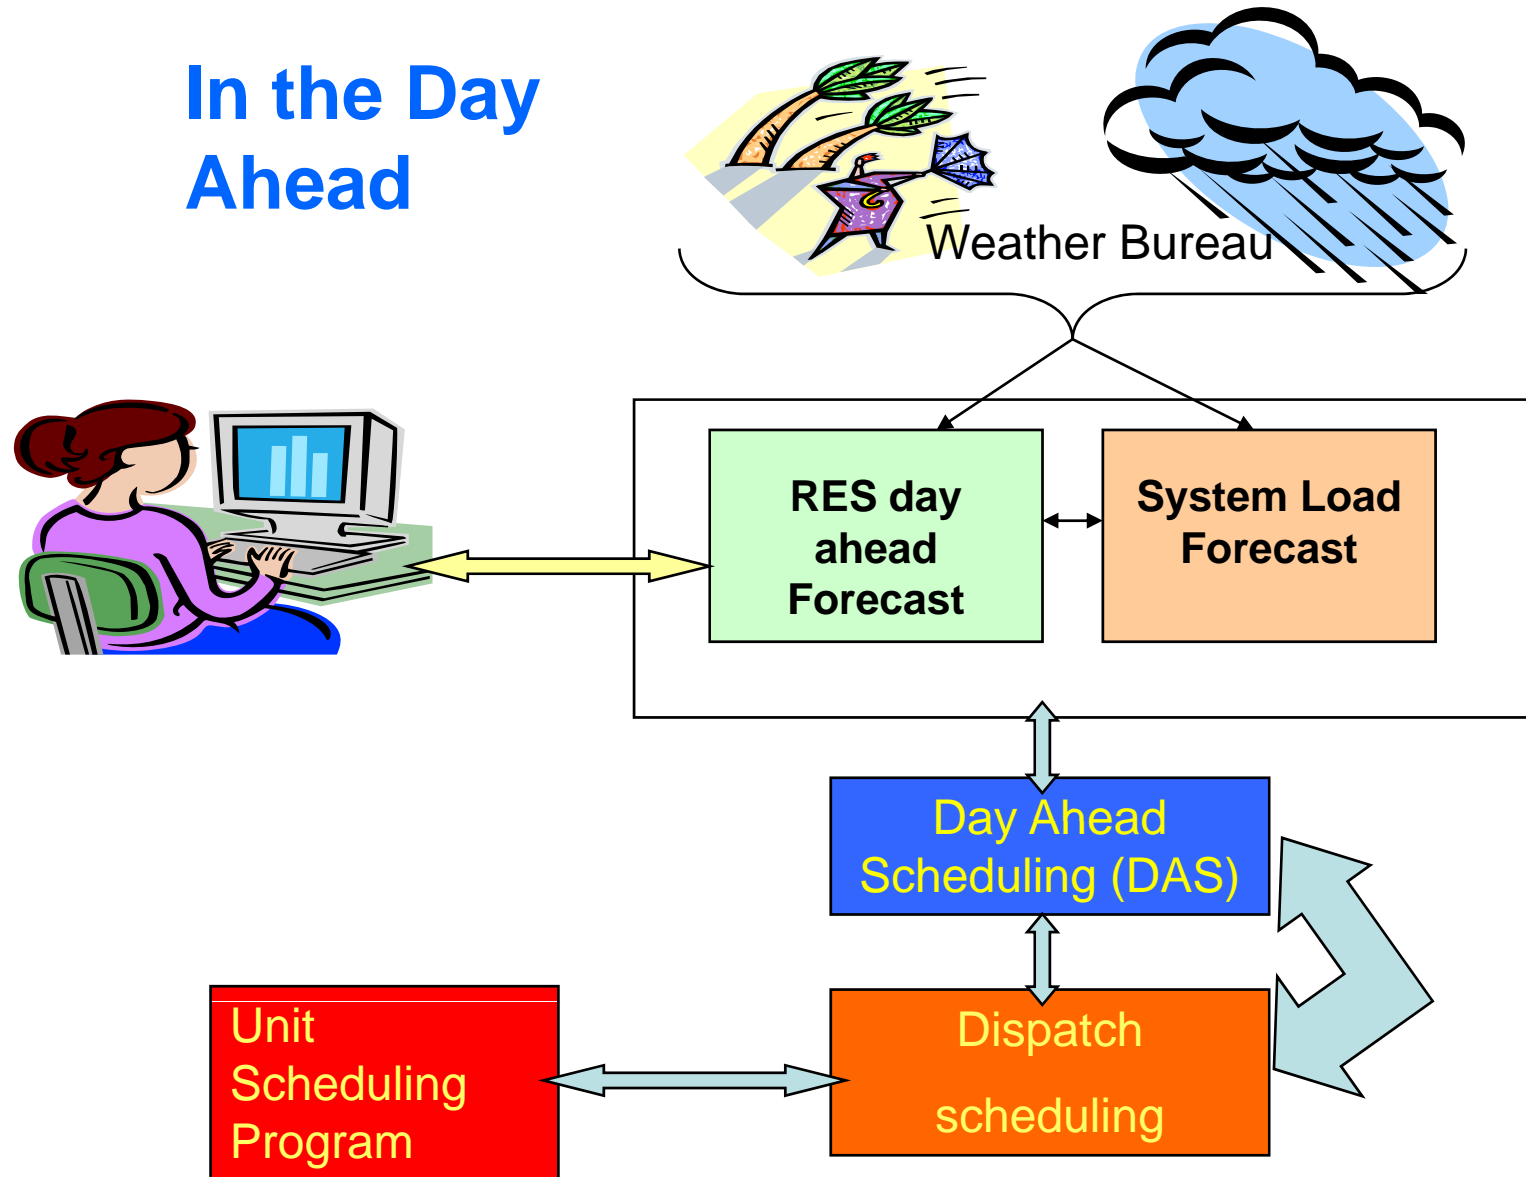 In the Day
Ahead
Weather Bureau
RES day
ahead
Forecast
System Load
Forecast
Day Ahead
Scheduling (DAS)
Dispatch
scheduling
Unit
Scheduling
Program